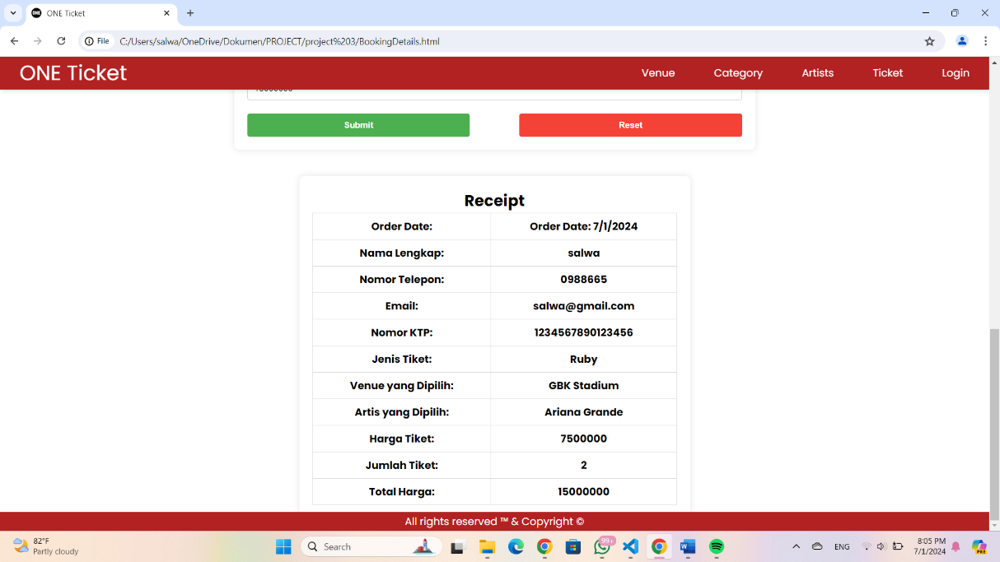 ONE Ticket
File C:/Users/salwa/OneDrive/Dokumen/PROJECT/project%203/BookingDetails.html
ONE Ticket Venue Category Artists Ticket Login
Submit Reset
Receipt
Order Date: Order Date: 7/1/2024
Nama Lengkap: salwa
Nomor Telepon: 0988665
Email: salwa@gmail.com
Nomor KTP: 1234567890123456
Jenis Tiket: Ruby
Venue yang Dipilih: GBK Stadium
Artis yang Dipilih: Ariana Grande
Harga Tiket: 7500000
Jumlah Tiket: 2
Total Harga: 15000000
All rights reserved ™ & Copyright ©
82°F
Partly cloudy
Search
99+
ENG
8:05 PM
7/1/2024
PRE